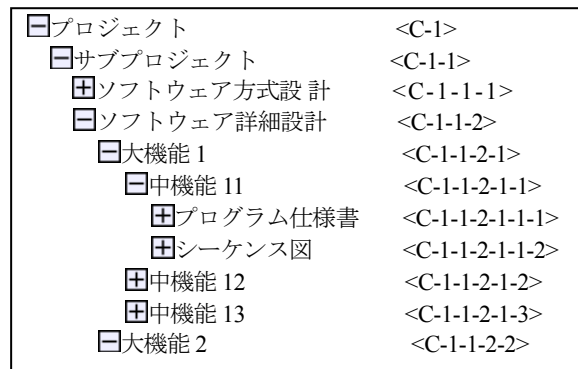 プロジェクト <C-1>
サブプロジェクト <C-1-1>
ソフトウェア方式設 計 <C-1-1-1>
ソフトウェア詳細設計 <C-1-1-2>
大機能 1 <C-1-1-2-1>
中機能 11 <C-1-1-2-1-1>
プログラム仕様書 <C-1-1-2-1-1-1>
シーケンス図 <C-1-1-2-1-1-2>
中機能 12 <C-1-1-2-1-2>
中機能 13 <C-1-1-2-1-3>
大機能 2 <C-1-1-2-2>